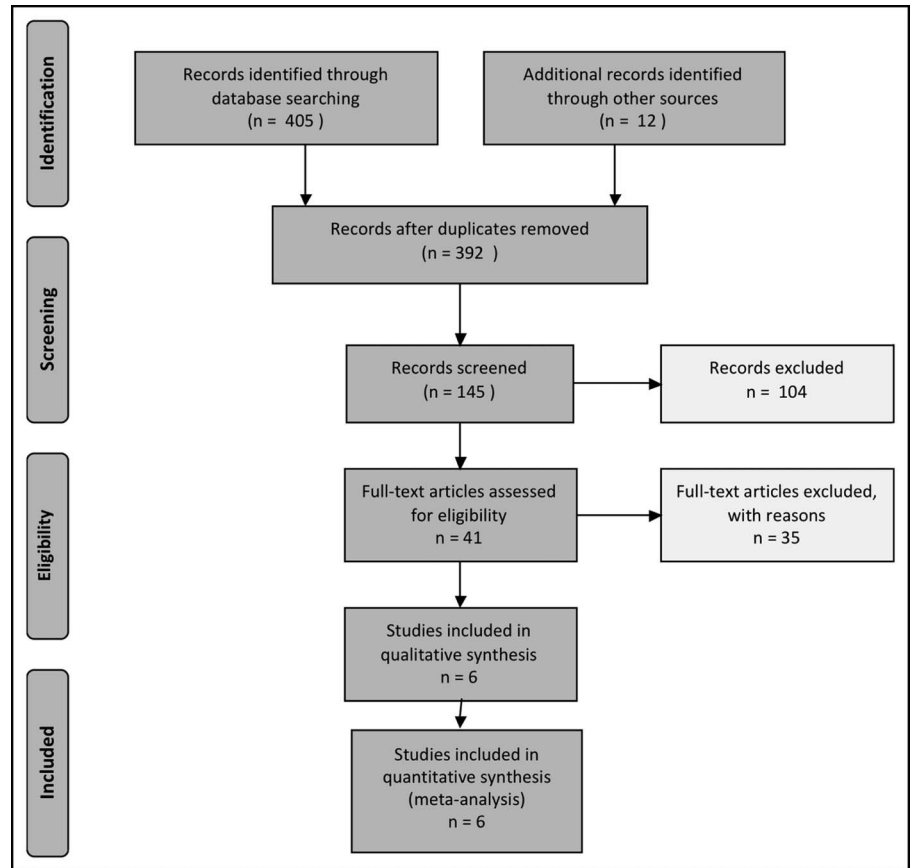 Identification
Records identified through
database searching
(n = 405 )
Additional records identified
through other sources
(n = 12 )
Records after duplicates removed
(n = 392 )
Screening
Records screened
(n = 145 )
Records excluded
n = 104
Eligibility
Full-text articles assessed
for eligibility
n = 41
Full-text articles excluded,
with reasons
n = 35
Studies included in
qualitative synthesis
n = 6
Included
Studies included in
quantitative synthesis
(meta-analysis)
n = 6